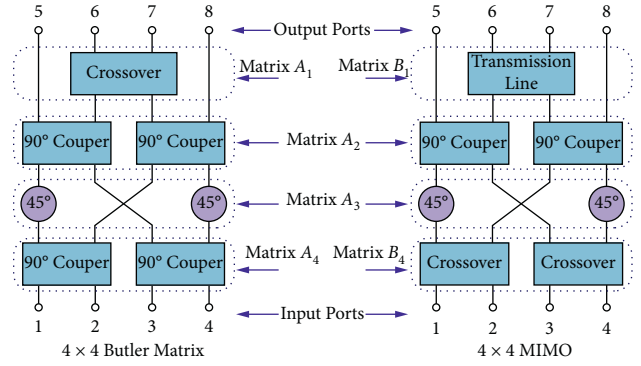 5 6 7 8 Output Ports 5 6 7 8
Crossover Matrix A1 Matrix B1 Transmission Line
90° Couper 90° Couper Matrix A2 90° Couper 90° Couper
45° 45° Matrix A3 45° 45°
90° Couper 90° Couper Matrix A4 Matrix B4 Crossover Crossover
1 2 3 4 Input Ports 1 2 3 4
4 × 4 Butler Matrix 4 × 4 MIMO